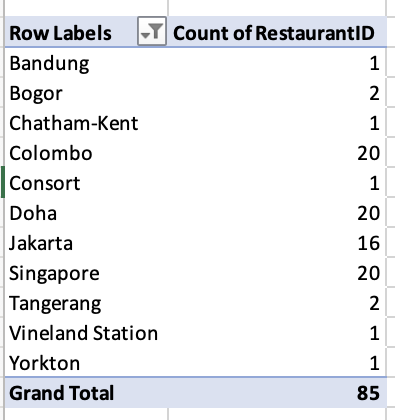 Row Labels Count of RestaurantID
Bandung 1
Bogor 2
Chatham-Kent 1
Colombo 20
Consort 1
Doha 20
Jakarta 16
Singapore 20
Tangerang 2
Vineland Station 1
Yorkton 1
Grand Total 85